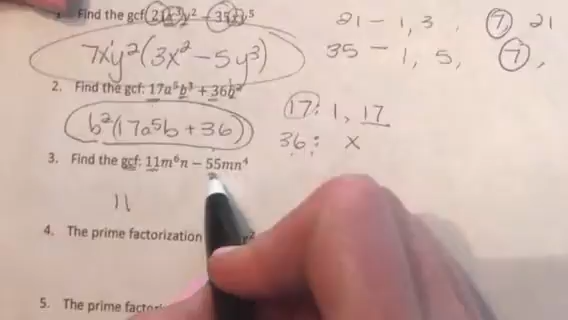 Find the gcf: 21x³y² - 35xy⁵
7x¹y²(3x² - 5y³)
21 - 1, 3, 7, 21
35 - 1, 5, 7,
2. Find the gcf: 17a⁵b³ + 36b²
b²(17a⁵b + 36)
17: 1, 17
36: x
3. Find the gcf: 11m⁶n - 55mn⁴
11
4. The prime factorization
5. The prime